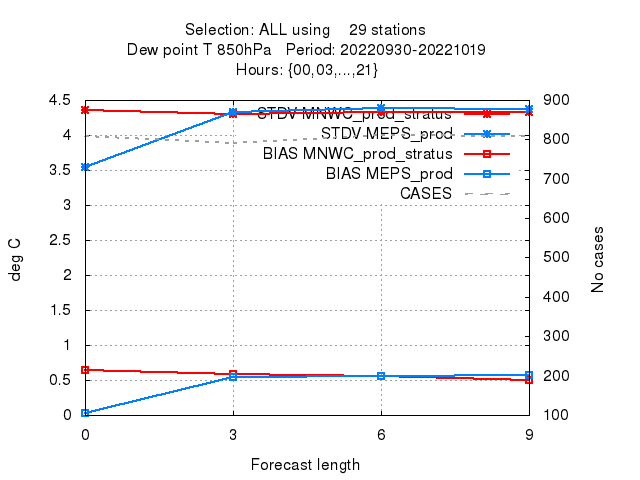 Selection: ALL using    29 stations
Dew point T 850hPa   Period: 20220930-20221019
Hours: {00,03,...,21}
4.5
4
3.5
3
2.5
2
1.5
1
0.5
0
deg C
STDV MNWC_prod_stratus
STDV MEPS_prod
BIAS MNWC_prod_stratus
BIAS MEPS_prod
CASES
900
800
700
600
500
400
300
200
100
No cases
0 3 6 9
Forecast length